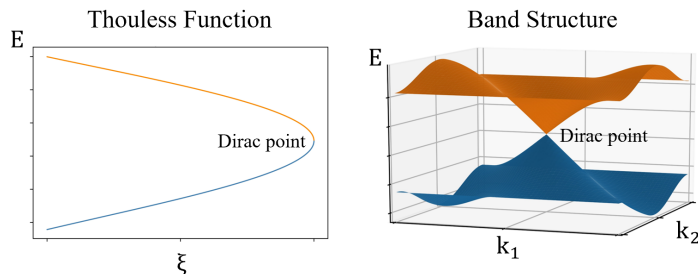 Thouless Function
E
Dirac point
ξ
Band Structure
E
Dirac point
k₁
k₂